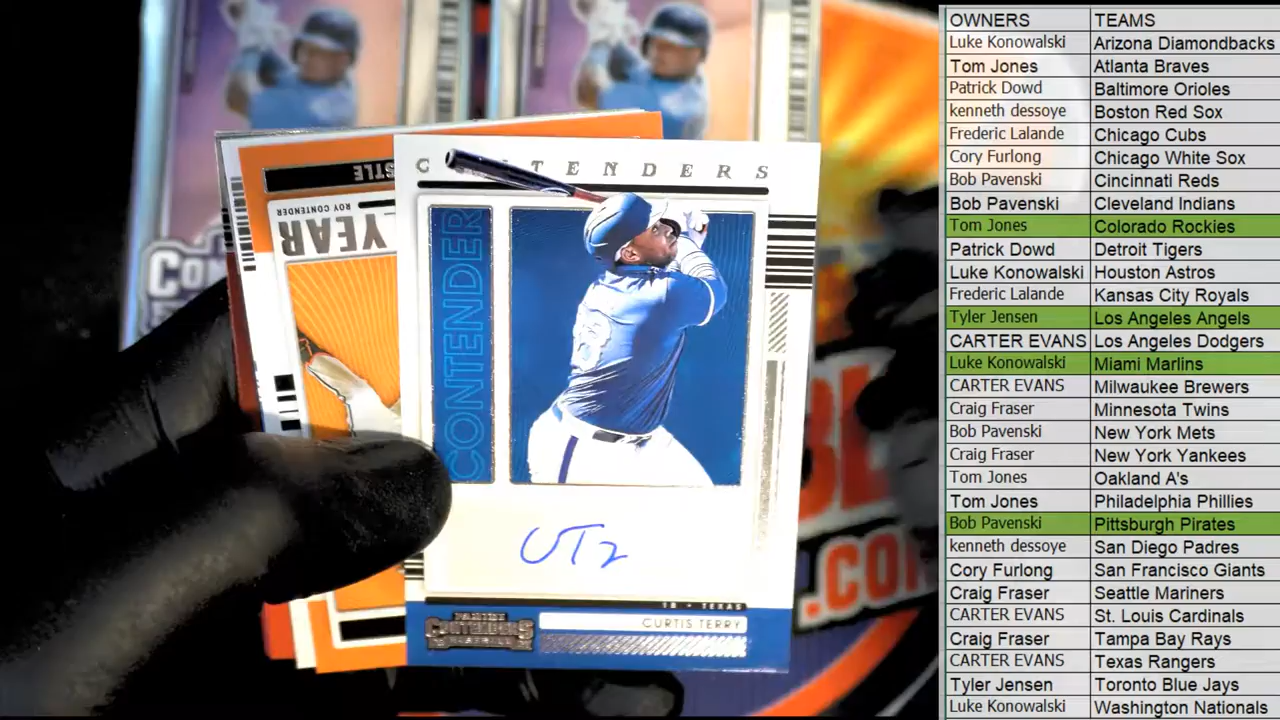 CONTENDERS
STLE
ROY CONTENDER
YEAR
CONTENDER
8
UT2
1B • TEXAS
CURTIS TERRY
PANINI
CONTENDERS
BASEBALL
.CO
OWNERS TEAMS
Luke Konowalski Arizona Diamondbacks
Tom Jones Atlanta Braves
Patrick Dowd Baltimore Orioles
kenneth dessoye Boston Red Sox
Frederic Lalande Chicago Cubs
Cory Furlong Chicago White Sox
Bob Pavenski Cincinnati Reds
Bob Pavenski Cleveland Indians
Tom Jones Colorado Rockies
Patrick Dowd Detroit Tigers
Luke Konowalski Houston Astros
Frederic Lalande Kansas City Royals
Tyler Jensen Los Angeles Angels
CARTER EVANS Los Angeles Dodgers
Luke Konowalski Miami Marlins
CARTER EVANS Milwaukee Brewers
Craig Fraser Minnesota Twins
Bob Pavenski New York Mets
Craig Fraser New York Yankees
Tom Jones Oakland A's
Tom Jones Philadelphia Phillies
Bob Pavenski Pittsburgh Pirates
kenneth dessoye San Diego Padres
Cory Furlong San Francisco Giants
Craig Fraser Seattle Mariners
CARTER EVANS St. Louis Cardinals
Craig Fraser Tampa Bay Rays
CARTER EVANS Texas Rangers
Tyler Jensen Toronto Blue Jays
Luke Konowalski Washington Nationals